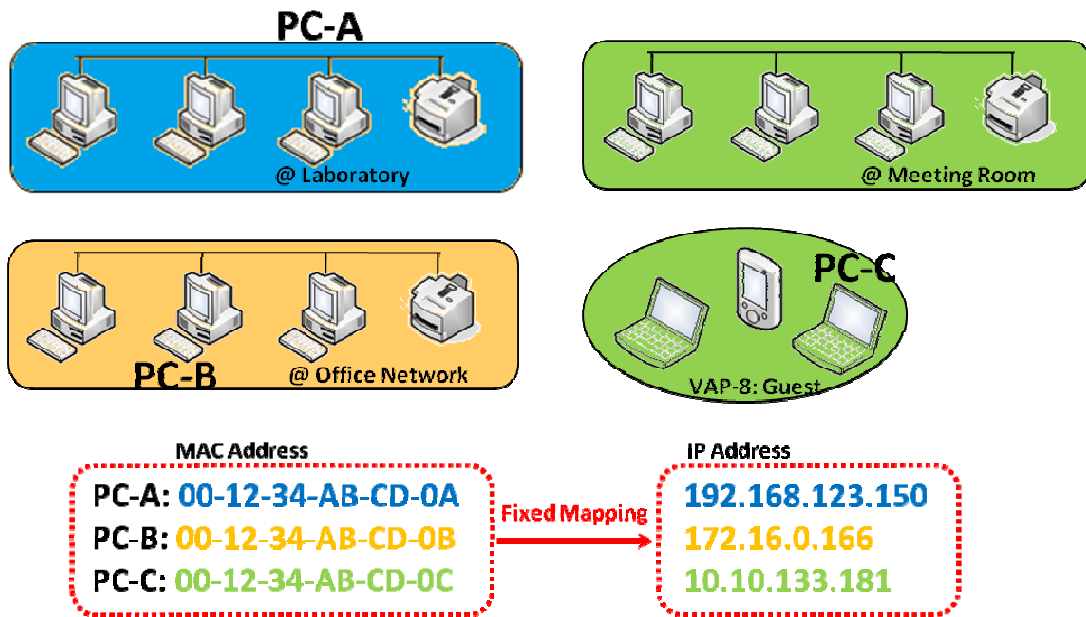 PC-A
@ Laboratory
@ Meeting Room
PC-B
@ Office Network
PC-C
VAP-8: Guest
MAC Address
PC-A: 00-12-34-AB-CD-0A
PC-B: 00-12-34-AB-CD-0B
PC-C: 00-12-34-AB-CD-0C
Fixed Mapping
IP Address
192.168.123.150
172.16.0.166
10.10.133.181